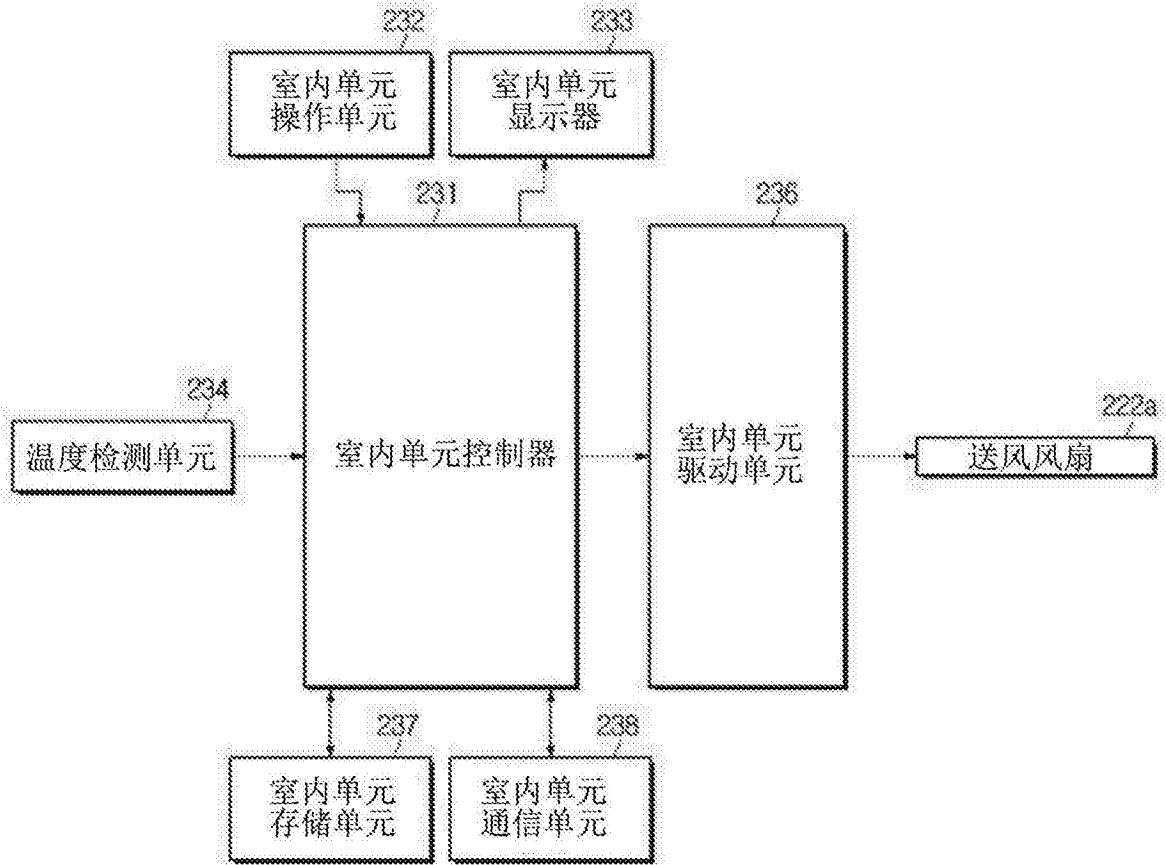 232
室内单元
操作单元
233
室内单元
显示器
231
室内单元控制器
236
室内单元
驱动单元
234
温度检测单元
222a
送风风扇
237
室内单元
存储单元
238
室内单元
通信单元